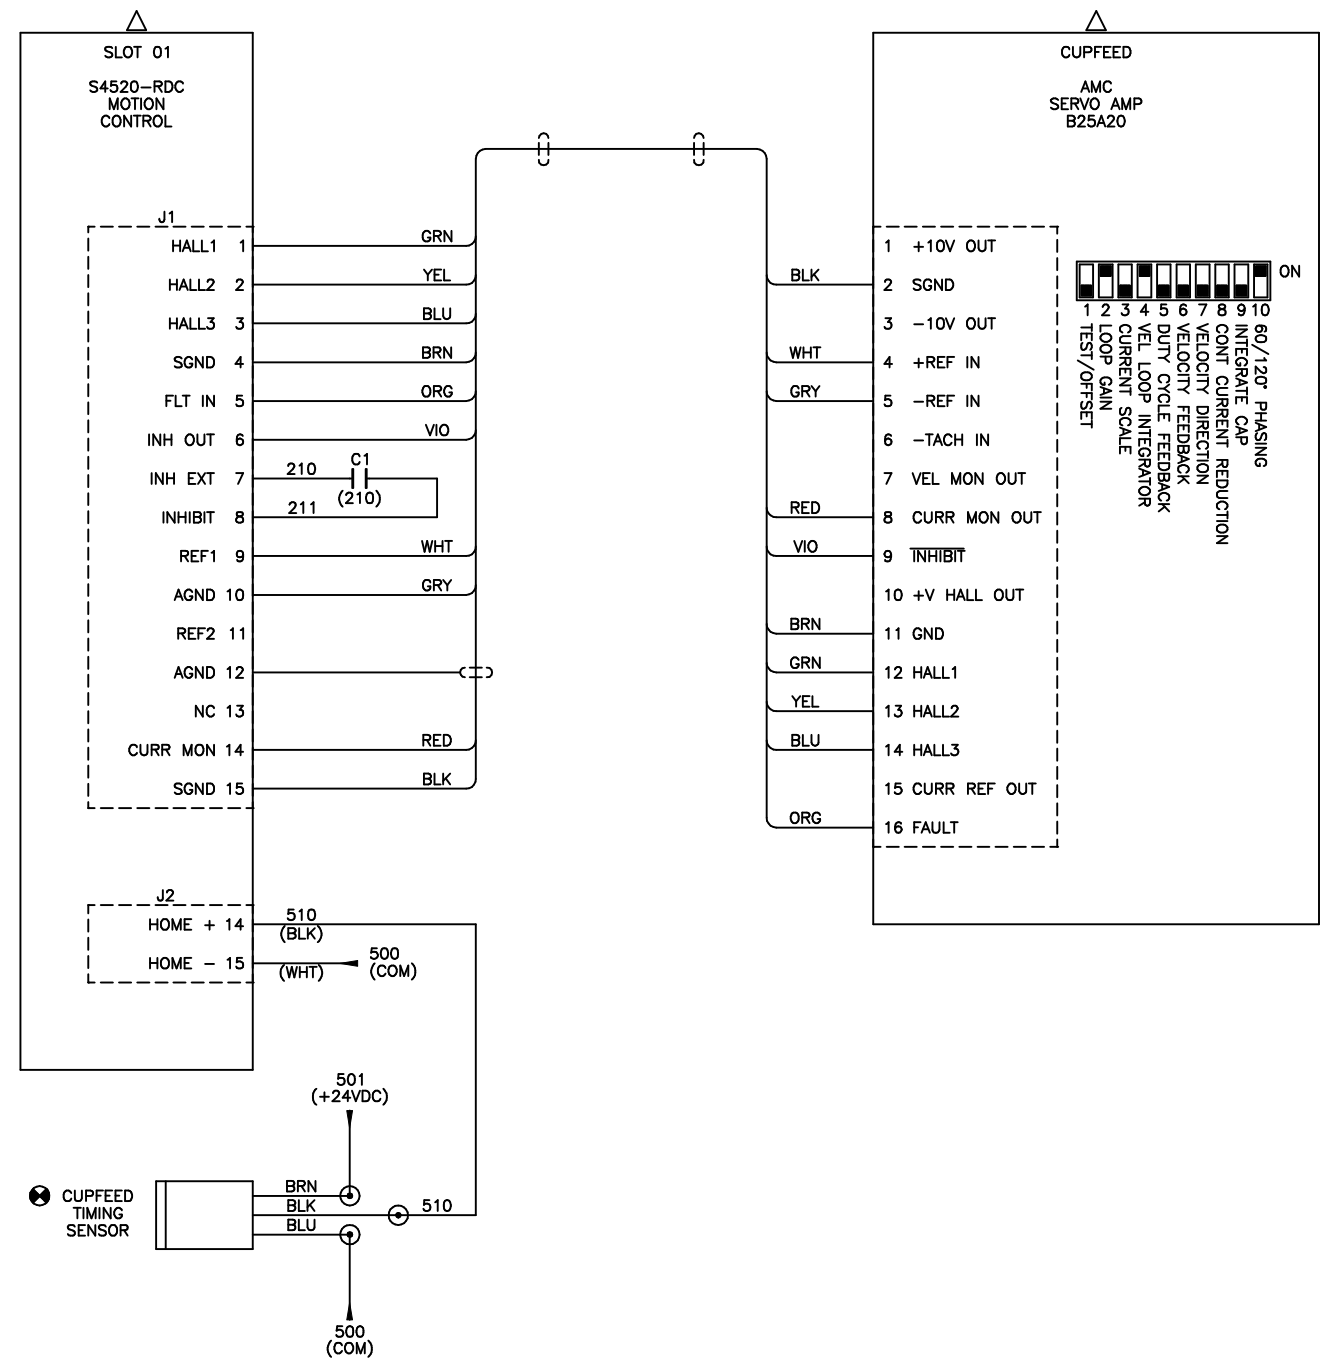 SLOT 01
S4520-RDC
MOTION
CONTROL
J1
HALL1 1 GRN
HALL2 2 YEL
HALL3 3 BLU
SGND 4 BRN
FLT IN 5 ORG
INH OUT 6 VIO
INH EXT 7 210 C1
(210)
INHIBIT 8 211
REF1 9 WHT
AGND 10 GRY
REF2 11
AGND 12
NC 13
CURR MON 14 RED
SGND 15 BLK
J2
HOME + 14 510
(BLK)
HOME - 15 (WHT)
500
(COM)
501
(+24VDC)
CUPFEED
TIMING
SENSOR
BRN
BLK 510
BLU
500
(COM)
CUPFEED
AMC
SERVO AMP
B25A20
1 +10V OUT
BLK 2 SGND
3 -10V OUT
WHT 4 +REF IN
GRY 5 -REF IN
6 -TACH IN
7 VEL MON OUT
RED 8 CURR MON OUT
VIO 9 INHIBIT
10 +V HALL OUT
BRN 11 GND
GRN 12 HALL1
YEL 13 HALL2
BLU 14 HALL3
15 CURR REF OUT
ORG 16 FAULT
ON
1 TEST/OFFSET
2 LOOP GAIN
3 CURRENT SCALE
4 VEL LOOP INTEGRATOR
5 DUTY CYCLE FEEDBACK
6 VELOCITY FEEDBACK
7 VELOCITY DIRECTION
8 CONT CURRENT REDUCTION
9 INTEGRATE CAP
10 60/120° PHASING